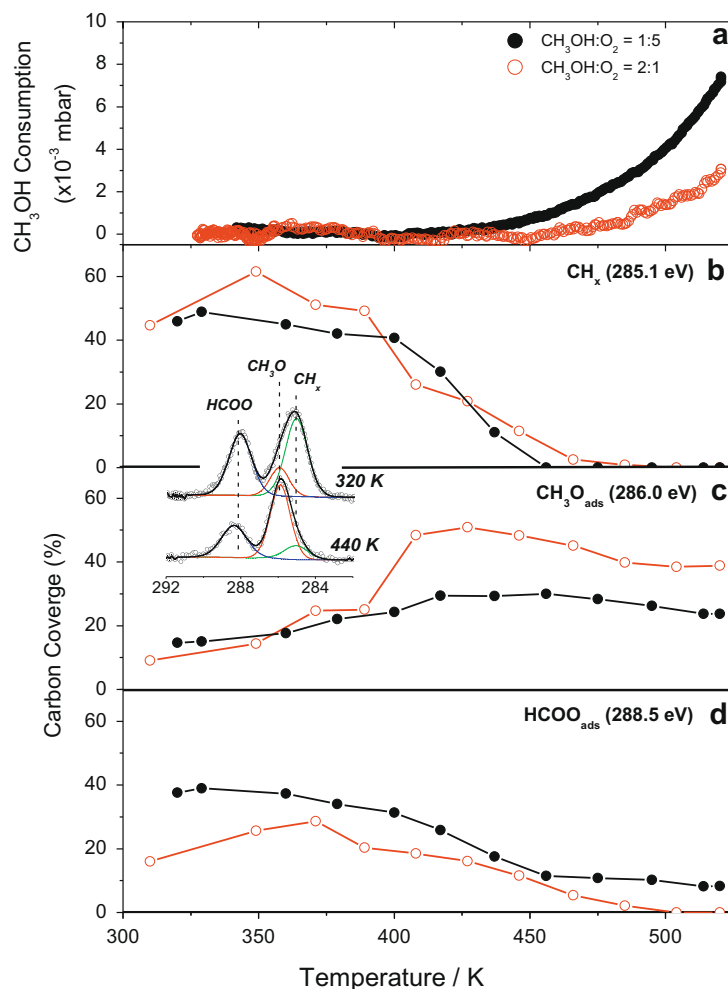 a
CH₃OH:O₂ = 1:5
CH₃OH:O₂ = 2:1
10
8
6
4
2
0
CH₃OH Consumption
(x10⁻³ mbar)
b
CHₓ (285.1 eV)
60
40
20
0
HCOO
CH₃O
CHₓ
320 K
440 K
292
288
284
c
CH₃Oₐdₛ (286.0 eV)
60
40
20
0
Carbon Coverge (%)
d
HCOOₐdₛ (288.5 eV)
60
40
20
0
300
350
400
450
500
Temperature / K